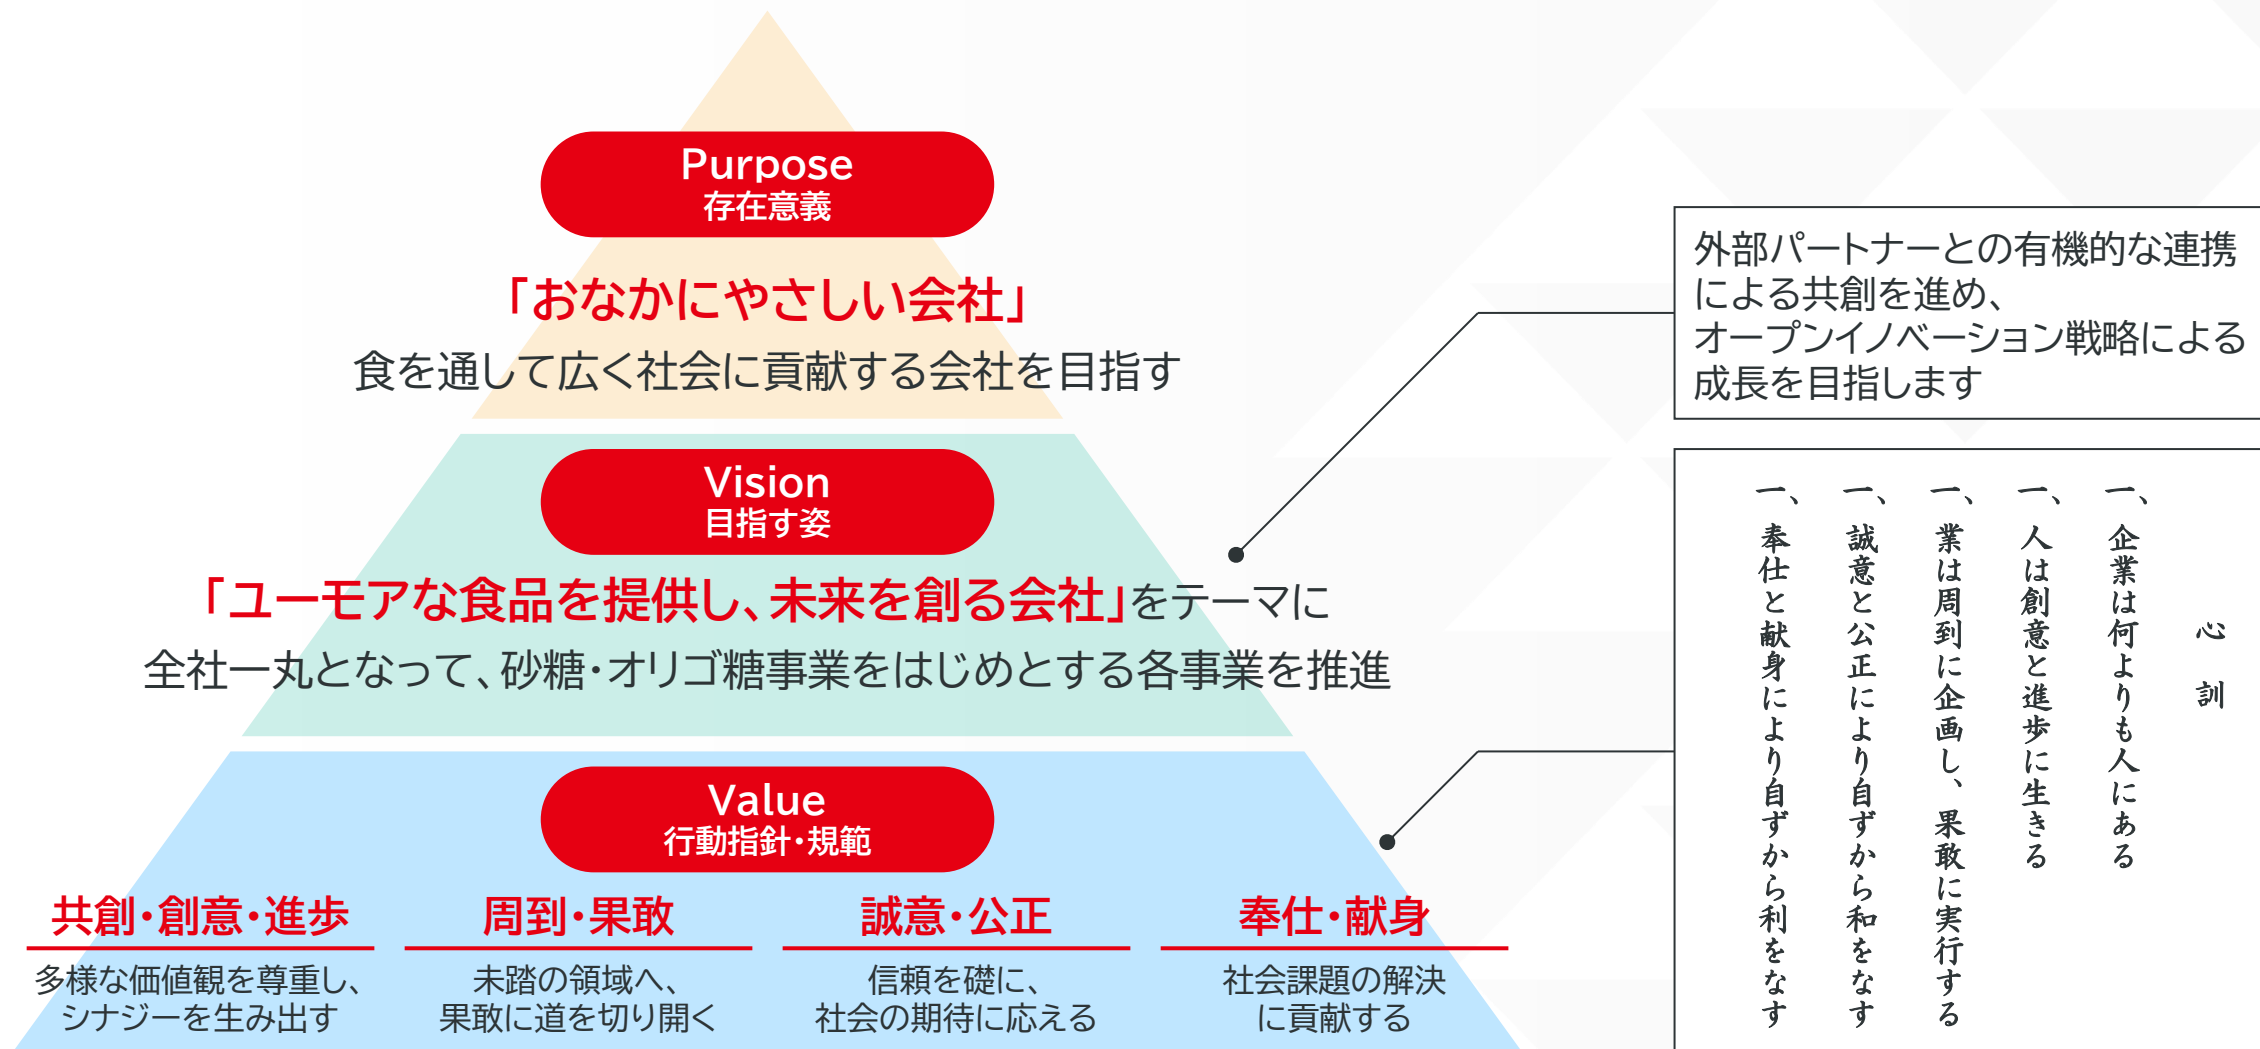 Purpose
存在意義
「おなかにやさしい会社」
食を通して広く社会に貢献する会社を目指す
Vision
目指す姿
「ユーモアな食品を提供し、未来を創る会社」をテーマに
全社一丸となって、砂糖・オリゴ糖事業をはじめとする各事業を推進
Value
行動指針・規範
共創・創意・進歩
多様な価値観を尊重し、
シナジーを生み出す
周到・果敢
未踏の領域へ、
果敢に道を切り開く
誠意・公正
信頼を礎に、
社会の期待に応える
奉仕・献身
社会課題の解決
に貢献する
外部パートナーとの有機的な連携
による共創を進め、
オープンイノベーション戦略による
成長を目指します
心訓
一、企業は何よりも人にある
一、人は創意と進歩に生きる
一、業は周到に企画し、果敢に実行する
一、誠意と公正により自ずから和をなす
一、奉仕と献身により自ずから利をなす